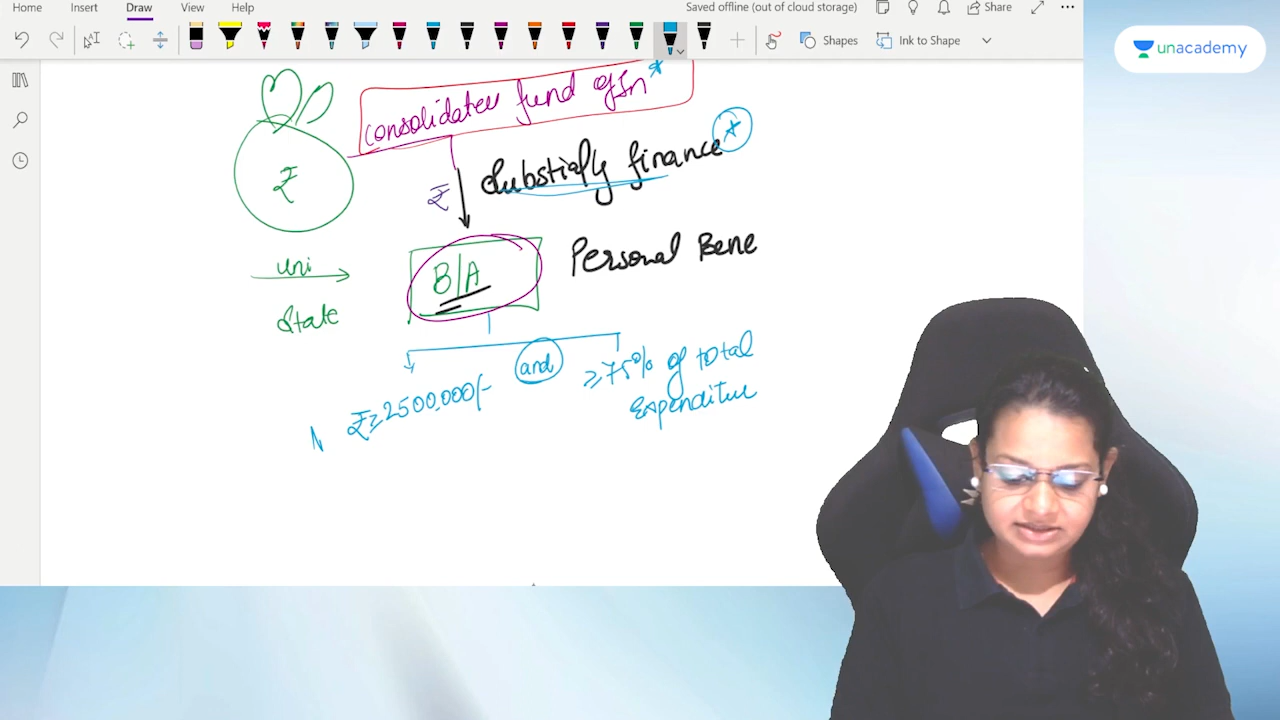 Home Insert Draw View Help
Saved offline (out of cloud storage)
Share
Shapes
Ink to Shape
unacademy
Consolidated fund of In*
₹
₹
Substially finance*
uni
State
B/A
Personal Bene
and
₹≥2500,000/-
≥75% of total
Expenditure